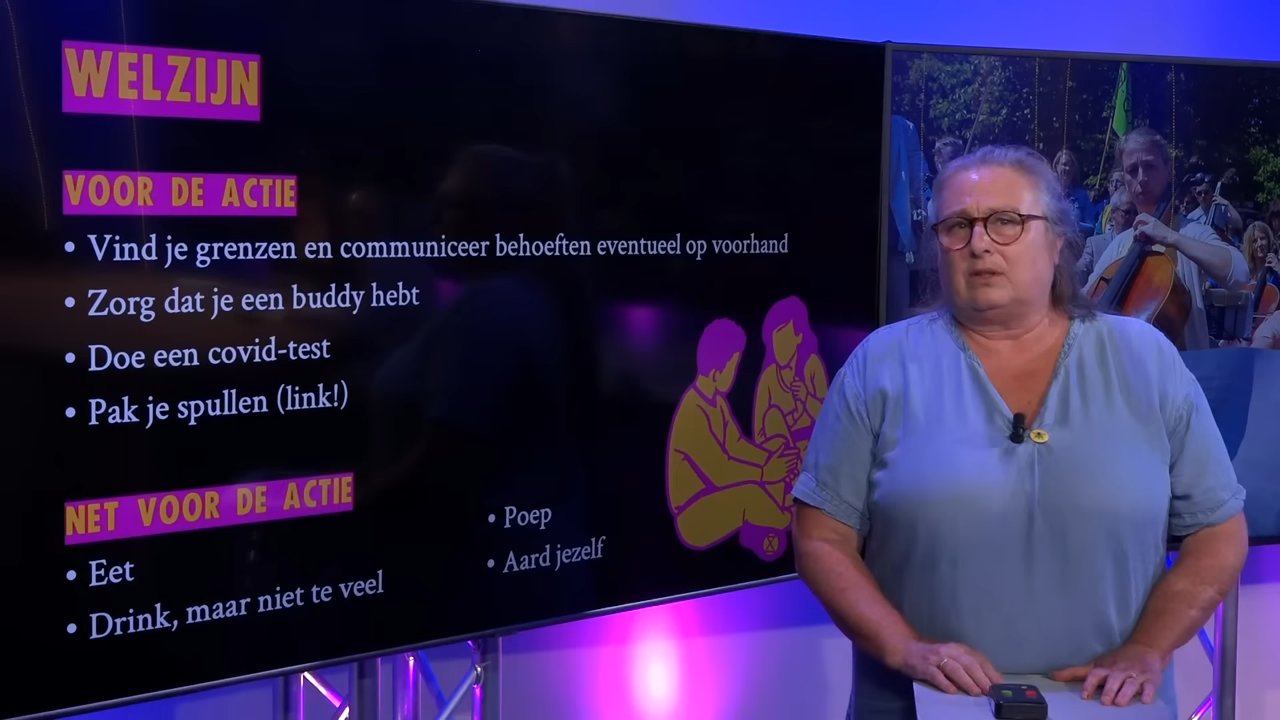 WELZIJN
VOOR DE ACTIE
• Vind je grenzen en communiceer behoeften eventueel op voorhand
• Zorg dat je een buddy hebt
• Doe een covid-test
• Pak je spullen (link!)
NET VOOR DE ACTIE
• Eet
• Drink, maar niet te veel
• Poep
• Aard jezelf